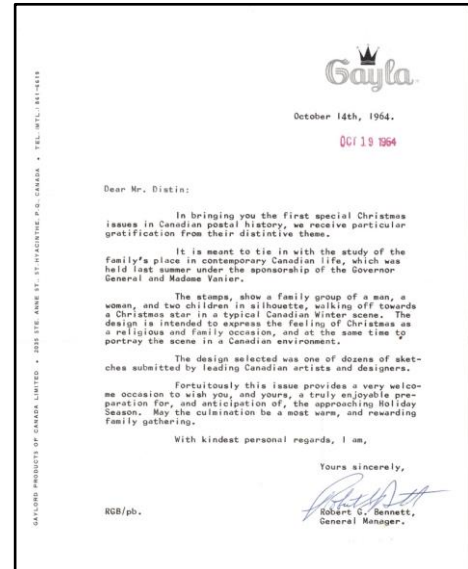 Gayla
October 14th, 1964.
OCT 19 1964
Dear Mr. Distin:
In bringing you the first special Christmas
issues in Canadian postal history, we receive particular
gratification from their distinctive theme.
It is meant to tie in with the study of the
family's place in contemporary Canadian life, which was
held last summer under the sponsorship of the Governor
General and Madame Vanier.
The stamps, show a family group of a man, a
woman, and two children in silhouette, walking off towards
a Christmas star in a typical Canadian Winter scene. The
design is intended to express the feeling of Christmas as
a religious and family occasion, and at the same time to
portray the scene in a Canadian environment.
The design selected was one of dozens of sket-
ches submitted by leading Canadian artists and designers.
Fortuitously this issue provides a very welco-
me occasion to wish you, and yours, a truly enjoyable pre-
paration for, and anticipation of, the approaching Holiday
Season. May the culmination be a most warm, and rewarding
family gathering.
With kindest personal regards, I am,
Yours sincerely,
Robert G. Bennett,
RGB/pb.
General Manager.
GAYLORD PRODUCTS OF CANADA LIMITED • 2035 STE. ANNE ST., ST. HYACINTHE, P.Q., CANADA • TEL. INTL.: